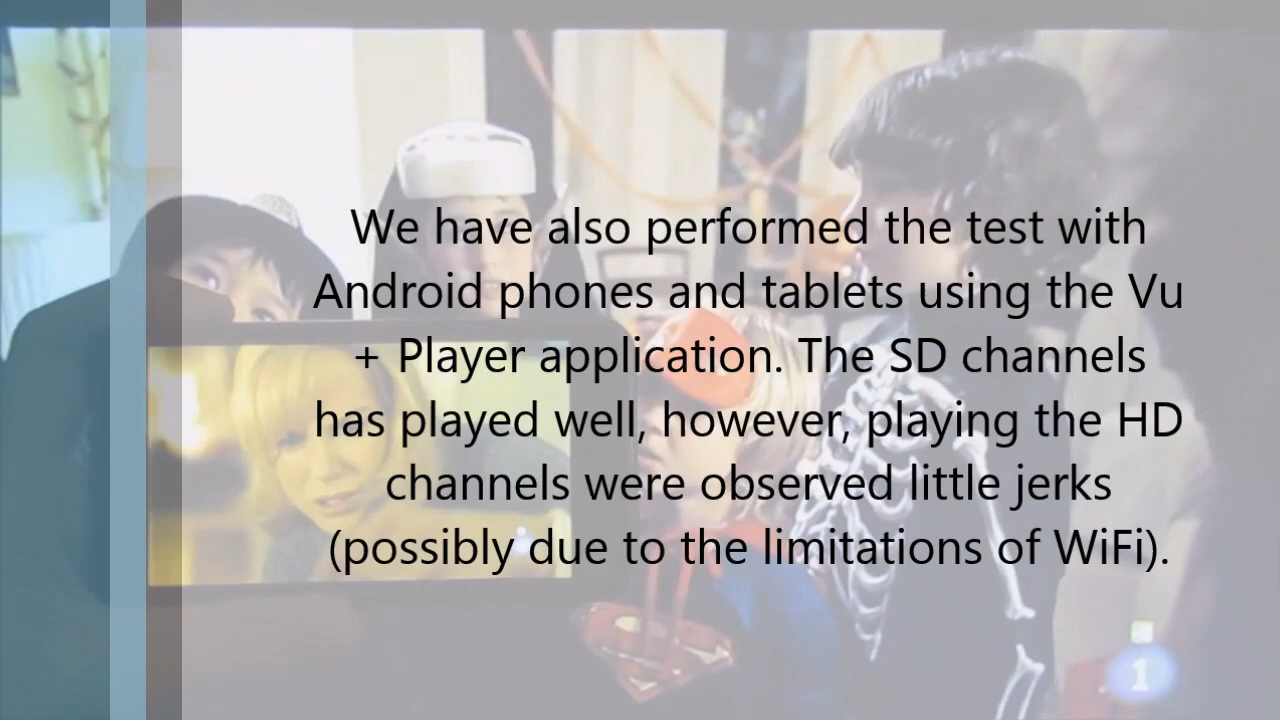 We have also performed the test with
Android phones and tablets using the Vu
+ Player application. The SD channels
has played well, however, playing the HD
channels were observed little jerks
(possibly due to the limitations of WiFi).
1